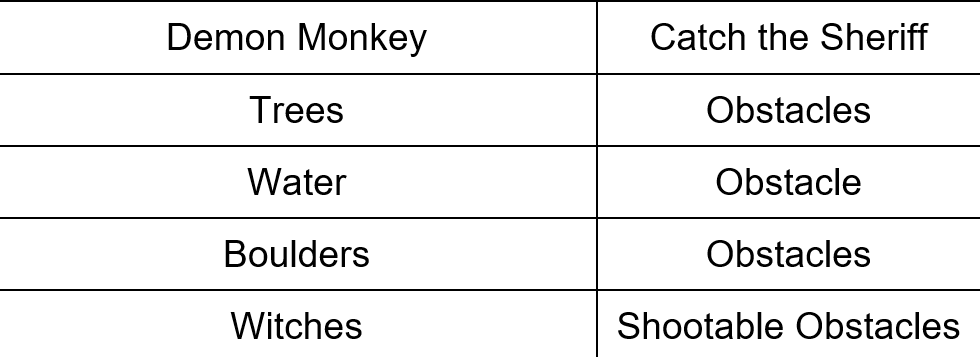 Demon Monkey Catch the Sheriff
Trees Obstacles
Water Obstacle
Boulders Obstacles
Witches Shootable Obstacles